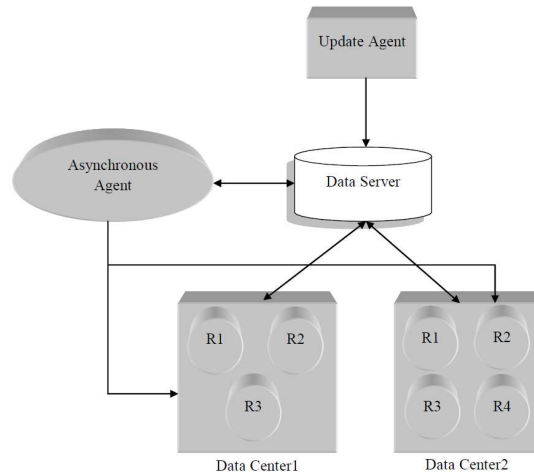 Update Agent
Asynchronous
Agent
Data Server
R1
R2
R3
R1
R2
R3
R4
Data Center1
Data Center2